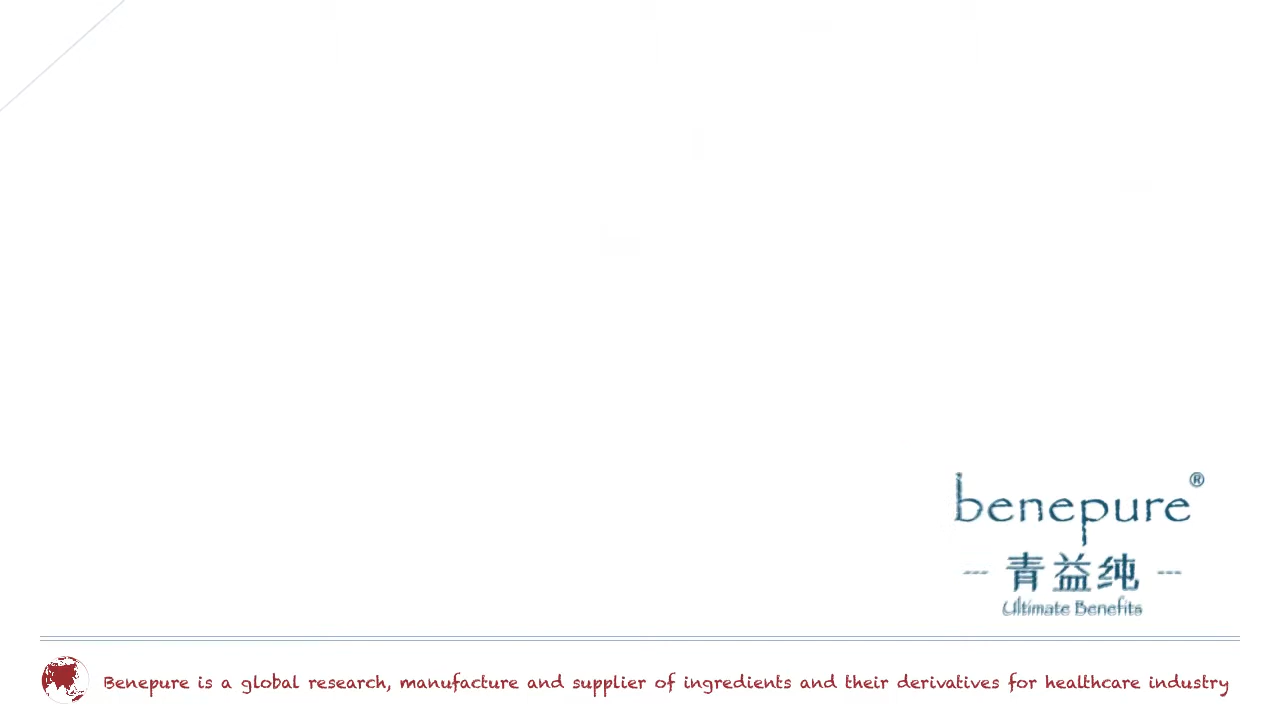 benepure®
--- 青益纯 ---
Ultimate Benefits
Benepure is a global research, manufacture and supplier of ingredients and their derivatives for healthcare industry